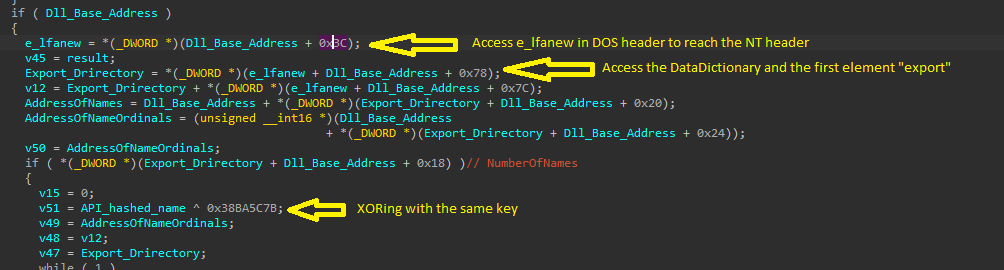 if ( Dll_Base_Address )
{
e_lfanew = *(_DWORD *)(Dll_Base_Address + 0x3C); Access e_lfanew in DOS header to reach the NT header
v45 = result;
Export_Drirectory = *(_DWORD *)(e_lfanew + Dll_Base_Address + 0x78); Access the DataDictionary and the first element "export"
v12 = Export_Drirectory + *(_DWORD *)(e_lfanew + Dll_Base_Address + 0x7C);
AddressOfNames = Dll_Base_Address + *(_DWORD *)(Export_Drirectory + Dll_Base_Address + 0x20);
AddressOfNameOrdinals = (unsigned __int16 *)(Dll_Base_Address
+ *(_DWORD *)(Export_Drirectory + Dll_Base_Address + 0x24));
v50 = AddressOfNameOrdinals;
if ( *(_DWORD *)(Export_Drirectory + Dll_Base_Address + 0x18) )// NumberOfNames
{
v15 = 0;
v51 = API_hashed_name ^ 0x38BA5C7B; XORing with the same key
v49 = AddressOfNameOrdinals;
v48 = v12;
v47 = Export_Drirectory;
while ( 1 )